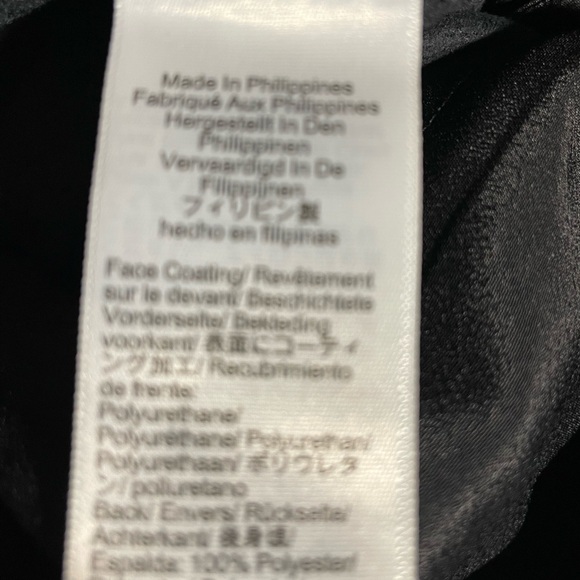 Made In Philippines
Fabriqué Aux Philippines
Hergestellt In Den
Philippinen
Vervaardigd In De
Filippijnen
フィリピン製
hecho en filipinas
Face Coating/ Revêtement
sur le devant/ Beschichtete
Vorderseite/ Bekleding
voorkant/ 表面にコーティ
ング加工/ Recubrimiento
de frente:
Polyurethane/
Polyuréthane/ Polyurethan/
Polyurethaan/ ポリウレタ
ン/ poliuretano
Back/ Envers/ Rückseite/
Achterkant/ 後身頃/
Espalda: 100% Polyester/